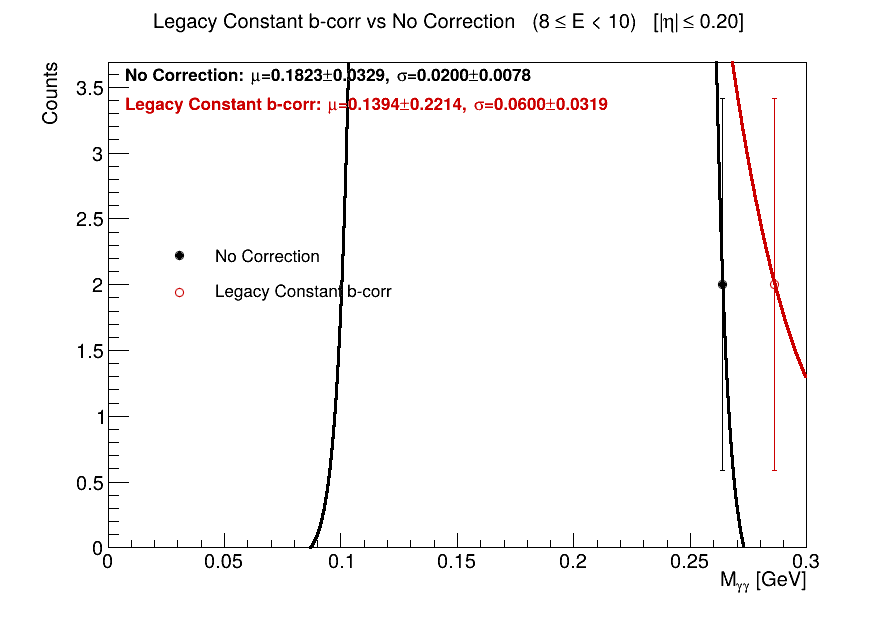 Legacy Constant b-corr vs No Correction (8 ≤ E < 10) [|η| ≤ 0.20]
Counts
No Correction: μ=0.1823±0.0329, σ=0.0200±0.0078
Legacy Constant b-corr: μ=0.1394±0.2214, σ=0.0600±0.0319
3.5
3
2.5
No Correction
2
Legacy Constant b-corr
1.5
1
0.5
0
0 0.05 0.1 0.15 0.2 0.25 0.3
Mγγ [GeV]